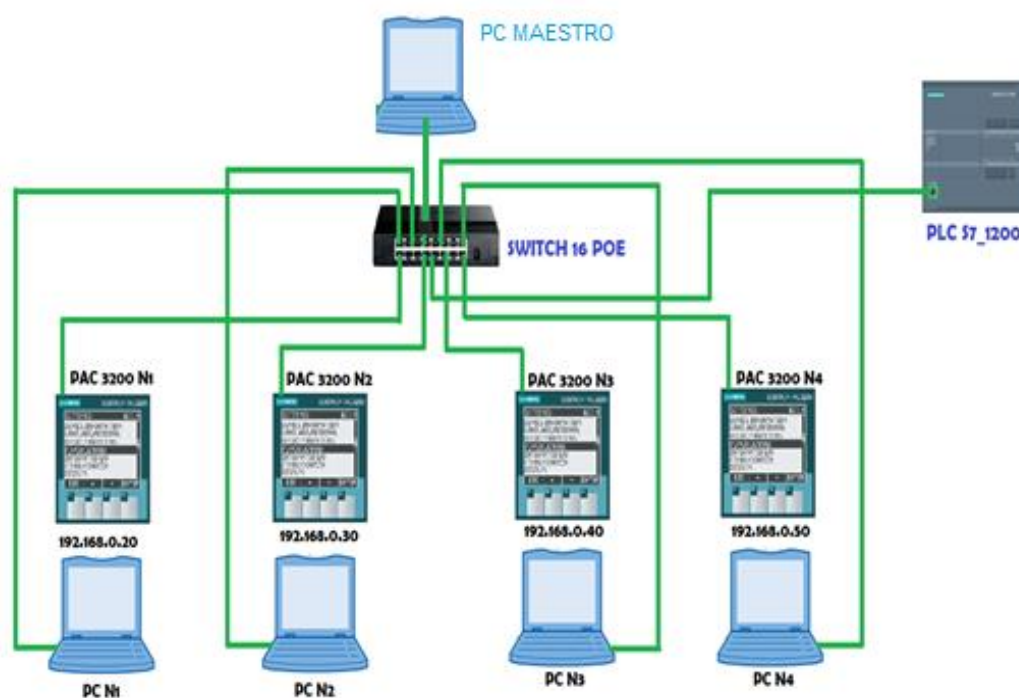 PC MAESTRO
SWITCH 16 POE
PLC S7_1200
PAC 3200 N1
PAC 3200 N2
PAC 3200 N3
PAC 3200 N4
192.168.0.20
192.168.0.30
192.168.0.40
192.168.0.50
PC N1
PC N2
PC N3
PC N4